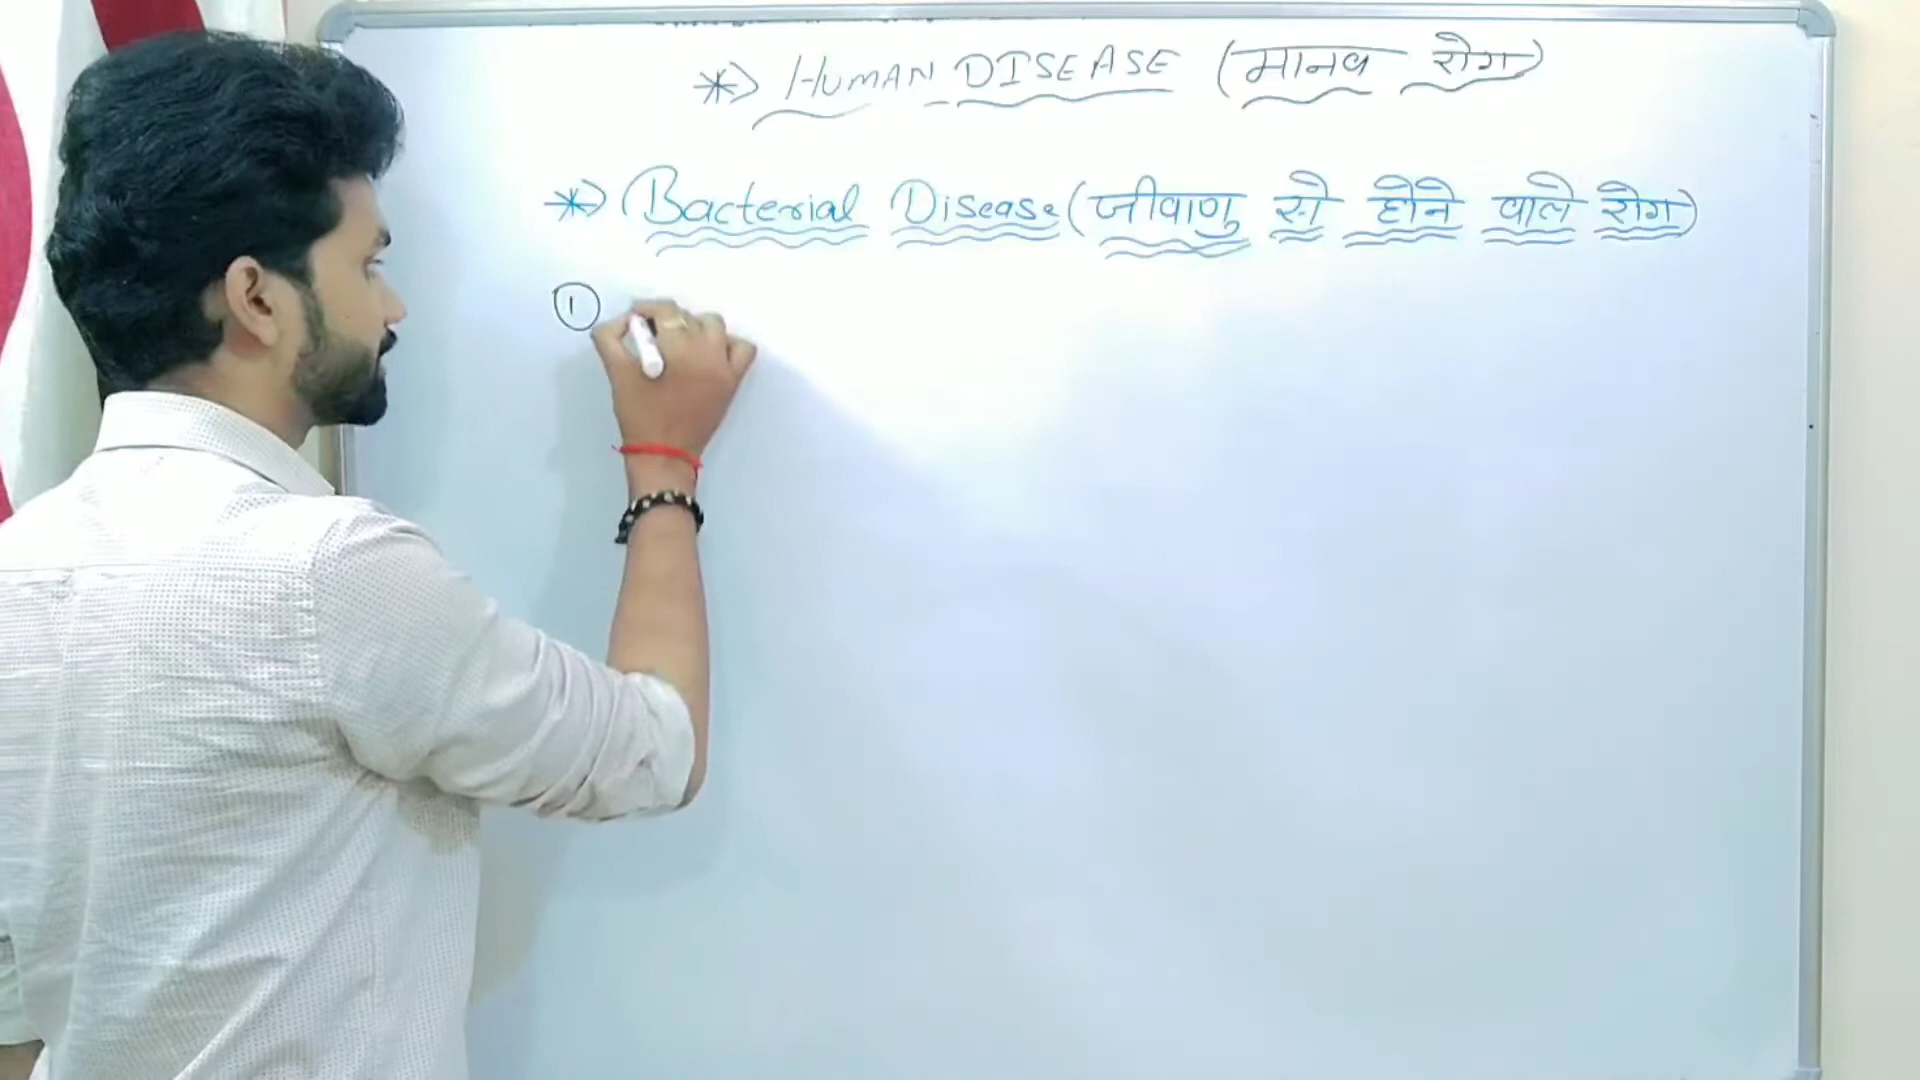 *> HUMAN DISEASE (मानव रोग)
*> Bacterial Disease (जीवाणु से होने वाले रोग)
①